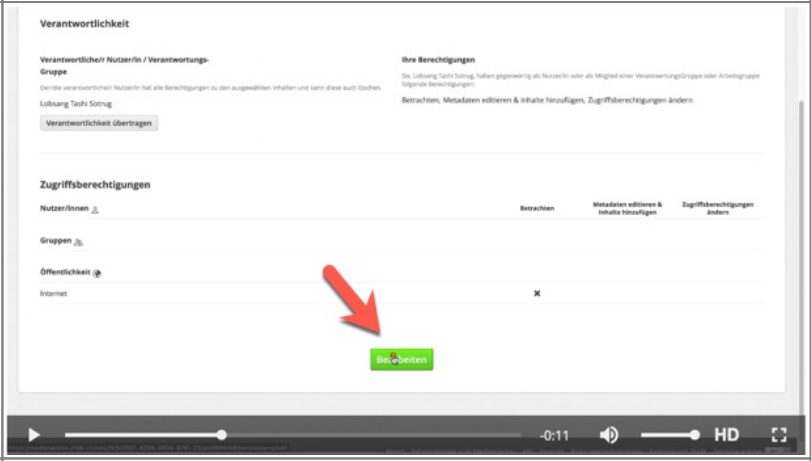 Verantwortlichkeit
Verantwortliche/r Nutzer/in / Verantwortungs-
Gruppe
Der/die verantwortliche/r Nutzer/in hat alle Berechtigungen zu den ausgewählten Inhalten und kann diese auch löschen.
Lobsang Tashi Sotrug
Verantwortlichkeit übertragen
Ihre Berechtigungen
Sie, Lobsang Tashi Sotrug, haben gegenwärtig als Nutzer/in oder als Mitglied einer VerantwortungsGruppe oder Arbeitsgruppe
folgende Berechtigungen:
Betrachten, Metadaten editieren & Inhalte hinzufügen, Zugriffsberechtigungen ändern
Zugriffsberechtigungen
Nutzer/innen
Betrachten
Metadaten editieren &
Inhalte hinzufügen
Zugriffsberechtigungen
ändern
Gruppen
Öffentlichkeit
Internet
Bearbeiten
-0:11
HD